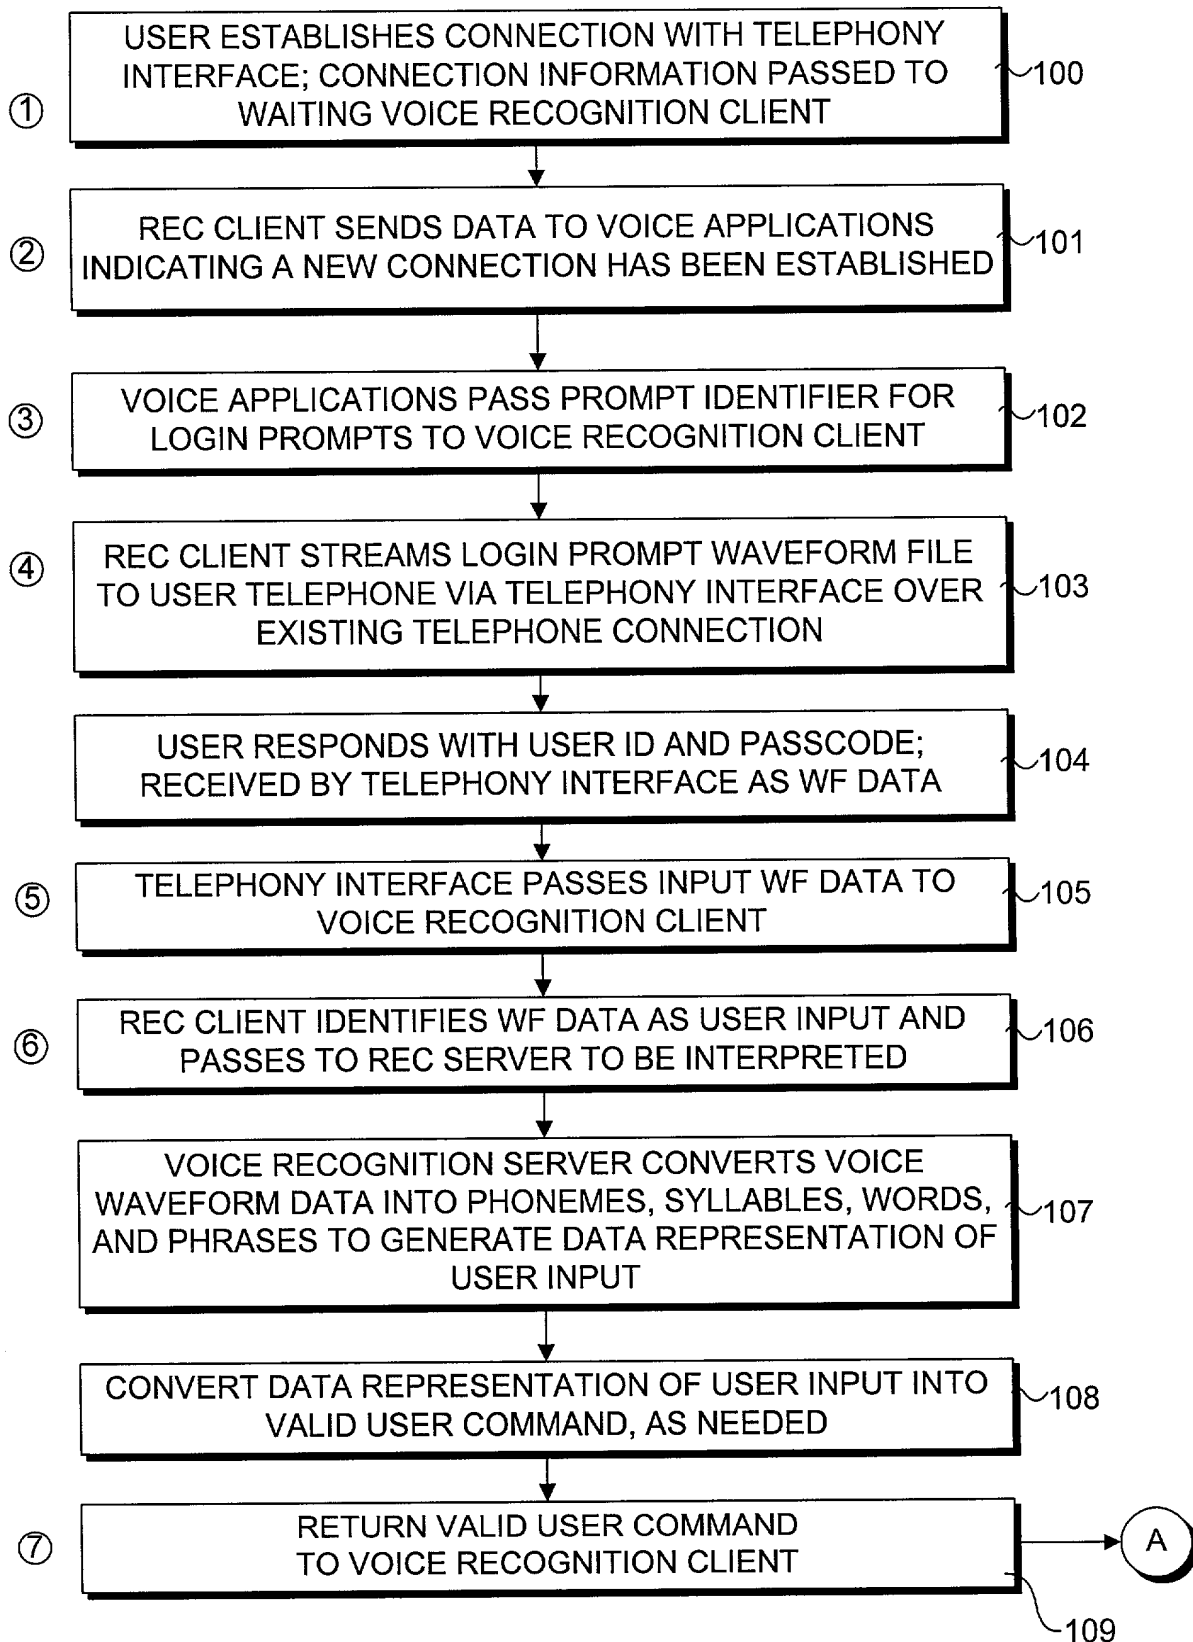 USER ESTABLISHES CONNECTION WITH TELEPHONY
INTERFACE; CONNECTION INFORMATION PASSED TO
WAITING VOICE RECOGNITION CLIENT
100
①
REC CLIENT SENDS DATA TO VOICE APPLICATIONS
INDICATING A NEW CONNECTION HAS BEEN ESTABLISHED
101
②
VOICE APPLICATIONS PASS PROMPT IDENTIFIER FOR
LOGIN PROMPTS TO VOICE RECOGNITION CLIENT
102
③
REC CLIENT STREAMS LOGIN PROMPT WAVEFORM FILE
TO USER TELEPHONE VIA TELEPHONY INTERFACE OVER
EXISTING TELEPHONE CONNECTION
103
④
USER RESPONDS WITH USER ID AND PASSCODE;
RECEIVED BY TELEPHONY INTERFACE AS WF DATA
104
TELEPHONY INTERFACE PASSES INPUT WF DATA TO
VOICE RECOGNITION CLIENT
105
⑤
REC CLIENT IDENTIFIES WF DATA AS USER INPUT AND
PASSES TO REC SERVER TO BE INTERPRETED
106
⑥
VOICE RECOGNITION SERVER CONVERTS VOICE
WAVEFORM DATA INTO PHONEMES, SYLLABLES, WORDS,
AND PHRASES TO GENERATE DATA REPRESENTATION OF
USER INPUT
107
CONVERT DATA REPRESENTATION OF USER INPUT INTO
VALID USER COMMAND, AS NEEDED
108
RETURN VALID USER COMMAND
TO VOICE RECOGNITION CLIENT
⑦
A
109